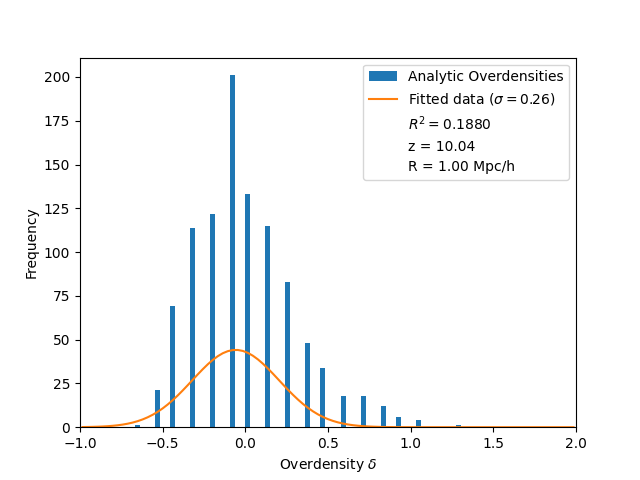 200
175
150
125
100
75
50
25
0
Frequency
Analytic Overdensities
Fitted data (σ = 0.26)
R² = 0.1880
z = 10.04
R = 1.00 Mpc/h
−1.0 −0.5 0.0 0.5 1.0 1.5 2.0
Overdensity δ